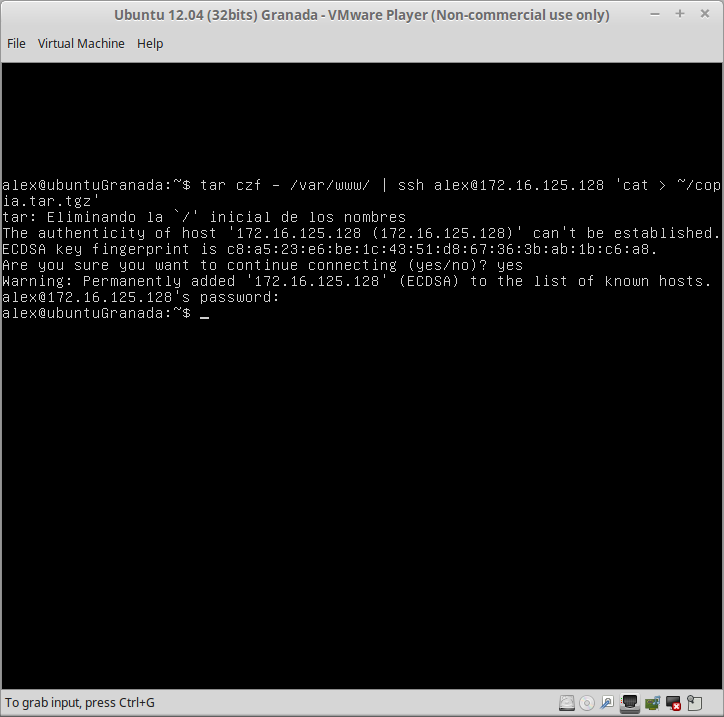 Ubuntu 12.04 (32bits) Granada - VMware Player (Non-commercial use only)
File Virtual Machine Help
alex@ubuntuGranada:~$ tar czf - /var/www/ | ssh alex@172.16.125.128 'cat > ~/cop
ia.tar.tgz'
tar: Eliminando la `/' inicial de los nombres
The authenticity of host '172.16.125.128 (172.16.125.128)' can't be established.
ECDSA key fingerprint is c8:a5:23:e6:be:1c:43:51:d8:67:36:3b:ab:1b:c6:a8.
Are you sure you want to continue connecting (yes/no)? yes
Warning: Permanently added '172.16.125.128' (ECDSA) to the list of known hosts.
alex@172.16.125.128's password:
alex@ubuntuGranada:~$ _
To grab input, press Ctrl+G